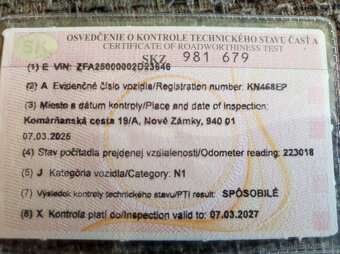 OSVEDČENIE O KONTROLE TECHNICKÉHO STAVU ČASŤ A
SK
CERTIFICATE OF ROADWORTHINESS TEST
SKZ 981 679
(1) E VIN: ZFA25000002D23946
(2) A Evidenčné číslo vozidla/Registration number: KN468EP
(3) Miesto a dátum kontroly/Place and date of inspection:
Komárňanská cesta 19/A, Nové Zámky, 940 01
07.03.2025
(4) Stav počítadla prejdenej vzdialenosti/Odometer reading: 223018
(5) J Kategória vozidla/Category: N1
(7) Výsledok kontroly technického stavu/PTI result: SPÔSOBILÉ
(8) X Kontrola platí do/Inspection valid to: 07.03.2027